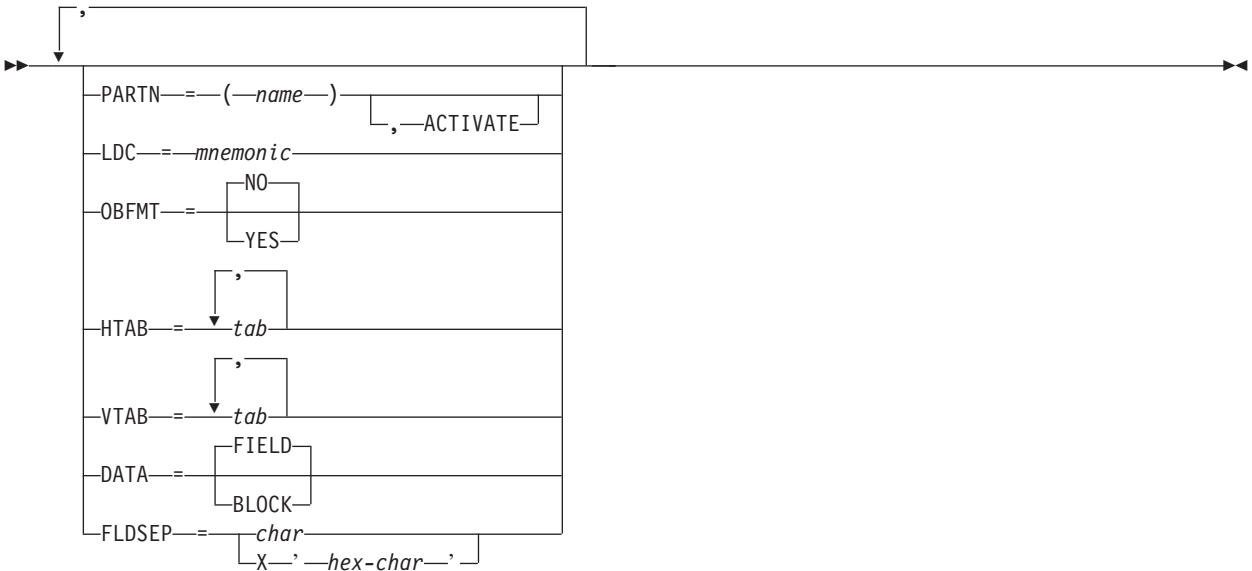 ,
PARTN = ( name )
, ACTIVATE
LDC = mnemonic
NO
OBFMT =
YES
,
HTAB = tab
,
VTAB = tab
FIELD
DATA =
BLOCK
FLDSEP = char
X ' hex-char '